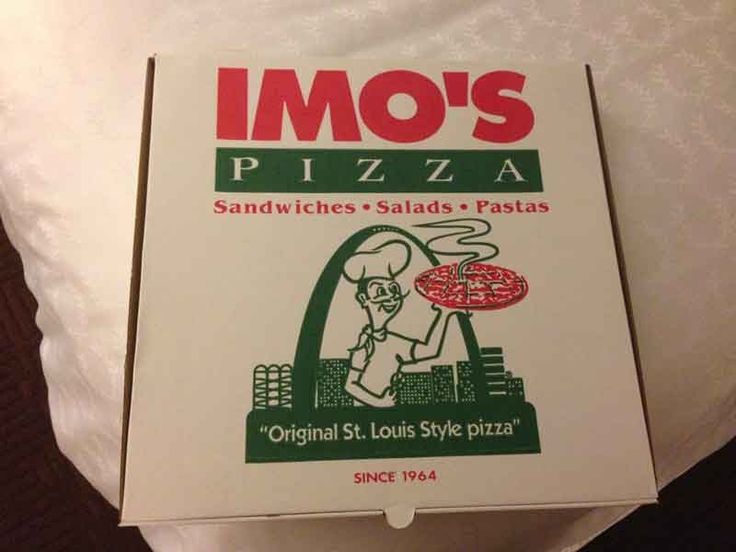 IMO'S
PIZZA
Sandwiches • Salads • Pastas
"Original St. Louis Style pizza"
SINCE 1964